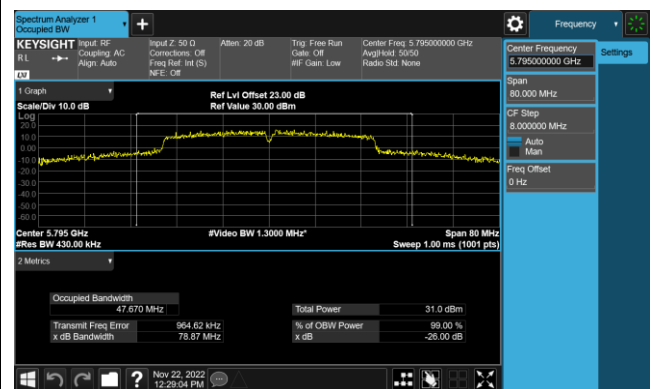 Spectrum Analyzer 1
Occupied BW
Frequency
KEYSIGHT
RL
LXI
Input: RF
Coupling: AC
Align: Auto
Input Z: 50 Ω
Corrections: Off
Freq Ref: Int (S)
NFE: Off
Atten: 20 dB
Trig: Free Run
Gate: Off
#IF Gain: Low
Center Freq: 5.795000000 GHz
Avg|Hold: 50/50
Radio Std: None
Center Frequency
5.795000000 GHz
Settings
Span
80.000 MHz
CF Step
8.000000 MHz
Auto
Man
Freq Offset
0 Hz
1 Graph
Scale/Div 10.0 dB
Ref Lvl Offset 23.00 dB
Ref Value 30.00 dBm
Log
20.0
10.0
0.00
-10.0
-20.0
-30.0
-40.0
-50.0
-60.0
Center 5.795 GHz
#Res BW 430.00 kHz
#Video BW 1.3000 MHz*
Span 80 MHz
Sweep 1.00 ms (1001 pts)
2 Metrics
Occupied Bandwidth
47.670 MHz
Total Power 31.0 dBm
Transmit Freq Error 964.62 kHz
% of OBW Power 99.00 %
x dB Bandwidth 78.87 MHz
x dB -26.00 dB
?
Nov 22, 2022
12:29:04 PM